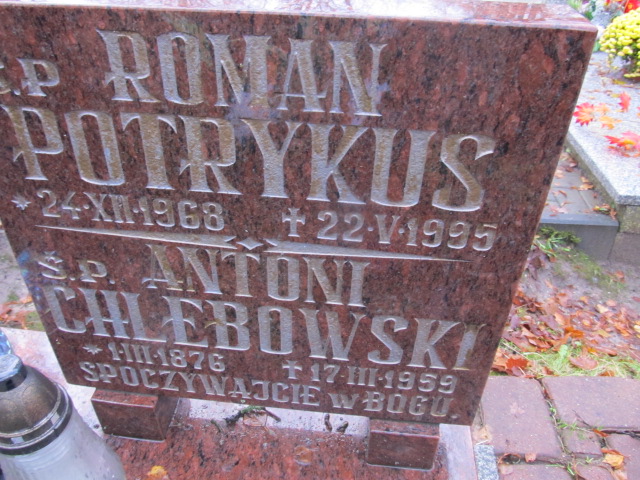 Ś.P ROMAN
POTRYKUS
*24·XII·1968 ✝22·V·1995
Ś.P. ANTONI
CHLEBOWSKI
*1·III·1876 ✝17·III·1959
SPOCZYWAJCIE W BOGU.